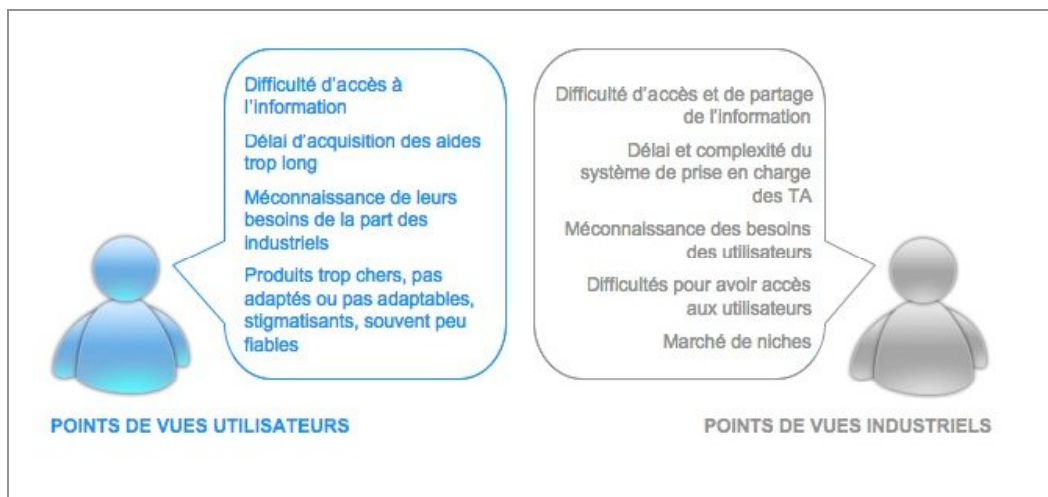 Difficulté d'accès à
l'information
Délai d'acquisition des aides
trop long
Méconnaissance de leurs
besoins de la part des
industriels
Produits trop chers, pas
adaptés ou pas adaptables,
stigmatisants, souvent peu
fiables
POINTS DE VUES UTILISATEURS
Difficulté d'accès et de partage
de l'information
Délai et complexité du
système de prise en charge
des TA
Méconnaissance des besoins
des utilisateurs
Difficultés pour avoir accès
aux utilisateurs
Marché de niches
POINTS DE VUES INDUSTRIELS